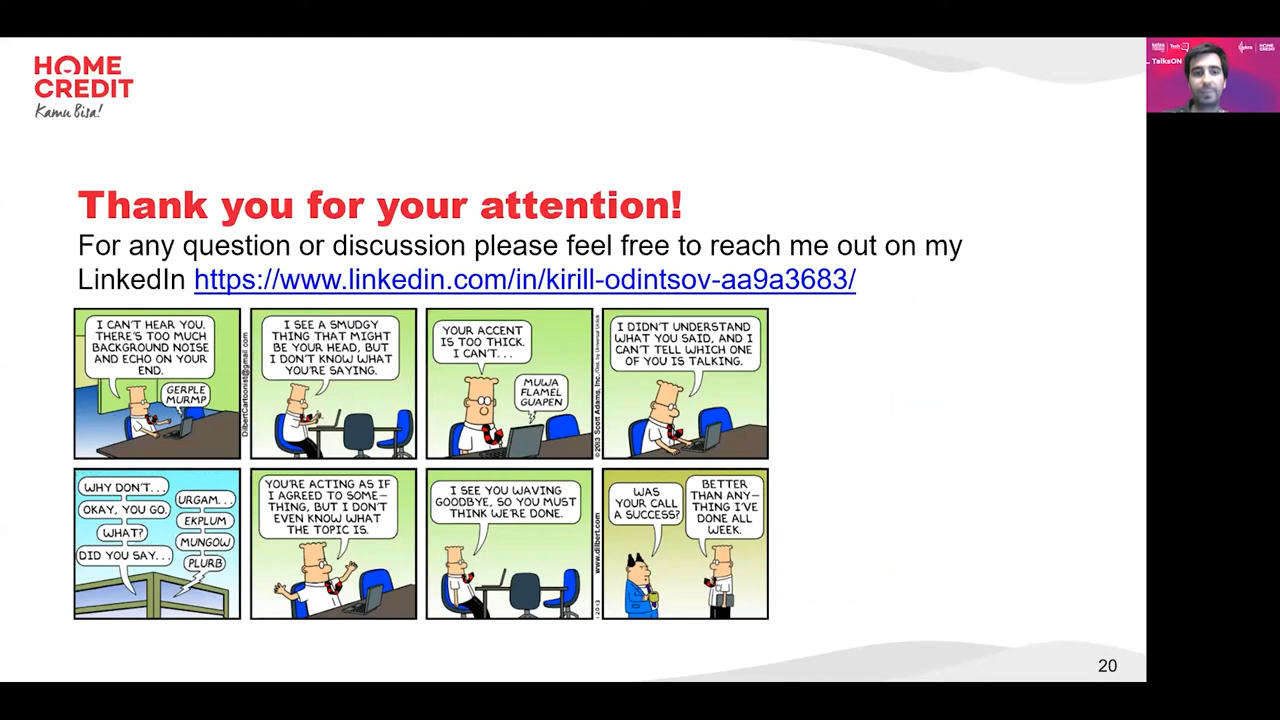 HOME
CREDIT
Kamu Bisa!
TalksON
HOME
CREDIT
Thank you for your attention!
For any question or discussion please feel free to reach me out on my
LinkedIn https://www.linkedin.com/in/kirill-odintsov-aa9a3683/
I CAN'T HEAR YOU.
THERE'S TOO MUCH
BACKGROUND NOISE
AND ECHO ON YOUR
END.
GERPLE
MURMP
DilbertCartoonist@gmail.com
I SEE A SMUDGY
THING THAT MIGHT
BE YOUR HEAD, BUT
I DON'T KNOW WHAT
YOU'RE SAYING.
YOUR ACCENT
IS TOO THICK.
I CAN'T...
MUWA
FLAMEL
GUAPEN
©2013 Scott Adams, Inc. /Dist. by Universal Uclick
I DIDN'T UNDERSTAND
WHAT YOU SAID, AND I
CAN'T TELL WHICH ONE
OF YOU IS TALKING.
WHY DON'T...
OKAY, YOU GO.
WHAT?
DID YOU SAY...
URGAM...
EKPLUM
MUNGOW
PLURB
YOU'RE ACTING AS IF
I AGREED TO SOME-
THING, BUT I DON'T
EVEN KNOW WHAT
THE TOPIC IS.
I SEE YOU WAVING
GOODBYE, SO YOU MUST
THINK WE'RE DONE.
www.dilbert.com
WAS
YOUR CALL
A SUCCESS?
BETTER
THAN ANY-
THING I'VE
DONE ALL
WEEK.
20